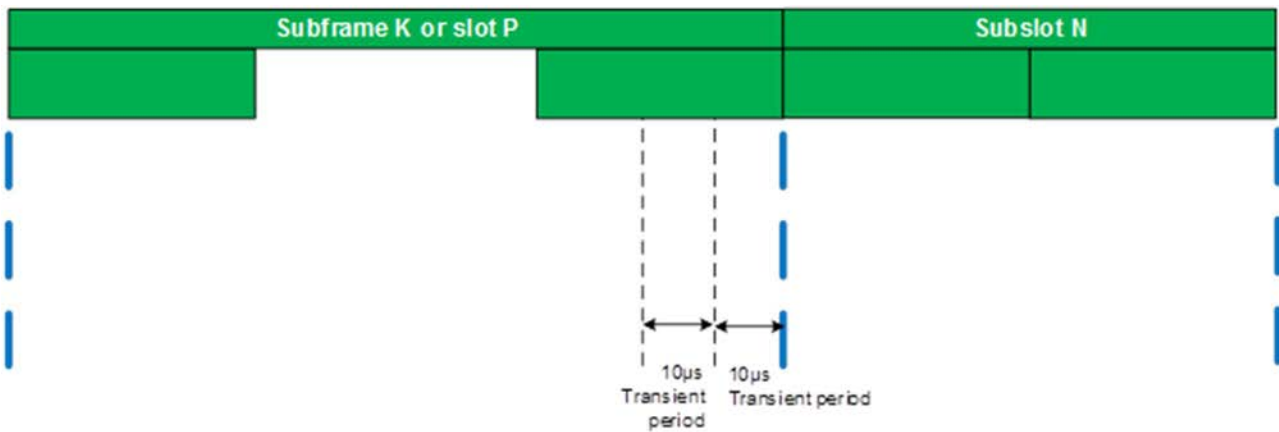 Subframe K or slot P
Subslot N
10µs
Transient
period
10µs
Transient period